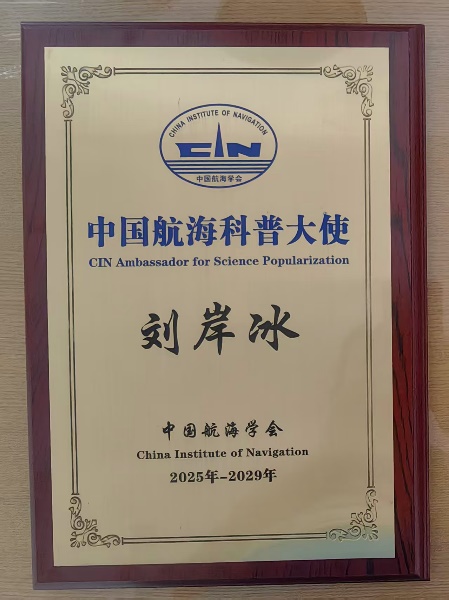 CHINA INSTITUTE OF NAVIGATION
CIN
中国航海学会
中国航海科普大使
CIN Ambassador for Science Popularization
刘岸冰
中国航海学会
China Institute of Navigation
2025年-2029年